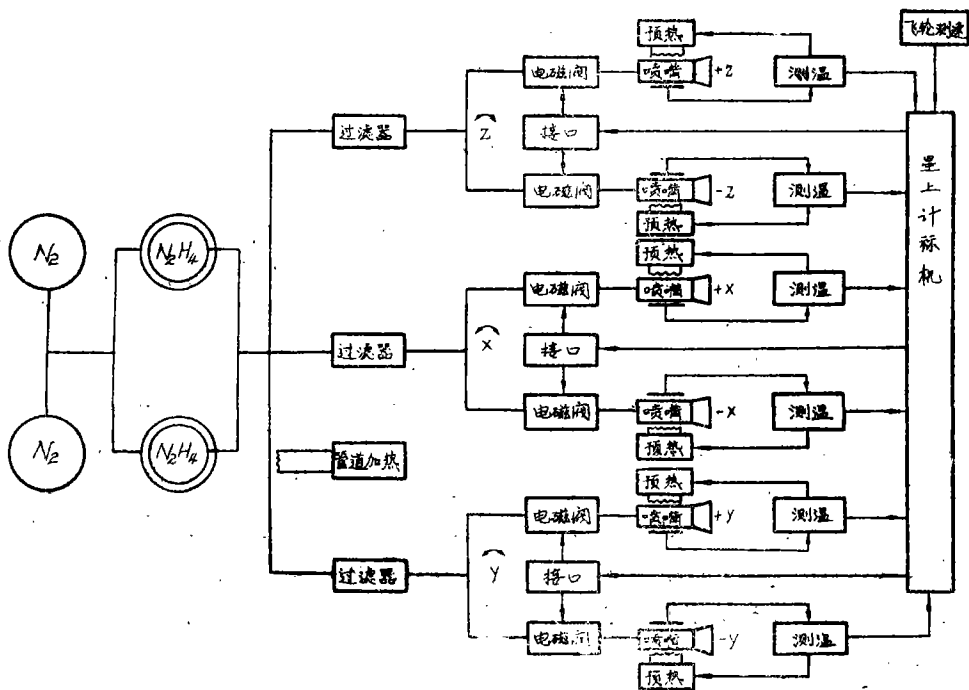 飞轮测速
预热
电磁阀
喷嘴
+Z
测温
过滤器
Z
接口
星上计称机
电磁阀
喷嘴
-Z
测温
预热
N₂
N₂H₄
预热
电磁阀
喷嘴
+X
测温
过滤器
X
接口
电磁阀
喷嘴
-X
测温
预热
N₂
N₂H₄
管道加热
预热
电磁阀
喷嘴
+Y
测温
过滤器
Y
接口
电磁阀
喷嘴
-Y
测温
预热